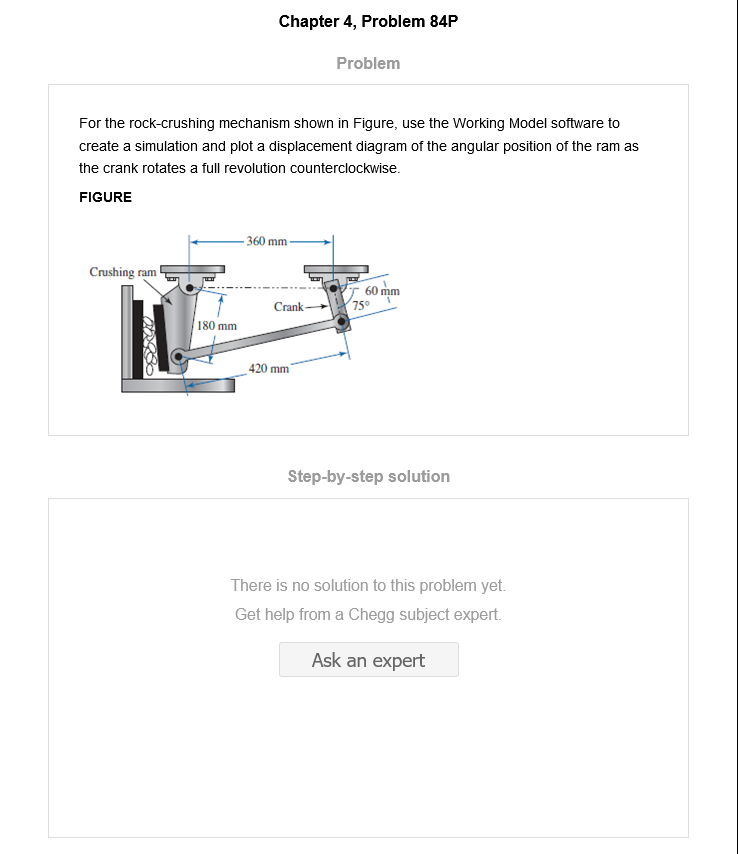 Chapter 4, Problem 84P
Problem
For the rock-crushing mechanism shown in Figure, use the Working Model software to
create a simulation and plot a displacement diagram of the angular position of the ram as
the crank rotates a full revolution counterclockwise.
FIGURE
360 mm
Crushing ram
60 mm
Crank
75°
180 mm
420 mm
Step-by-step solution
There is no solution to this problem yet.
Get help from a Chegg subject expert.
Ask an expert